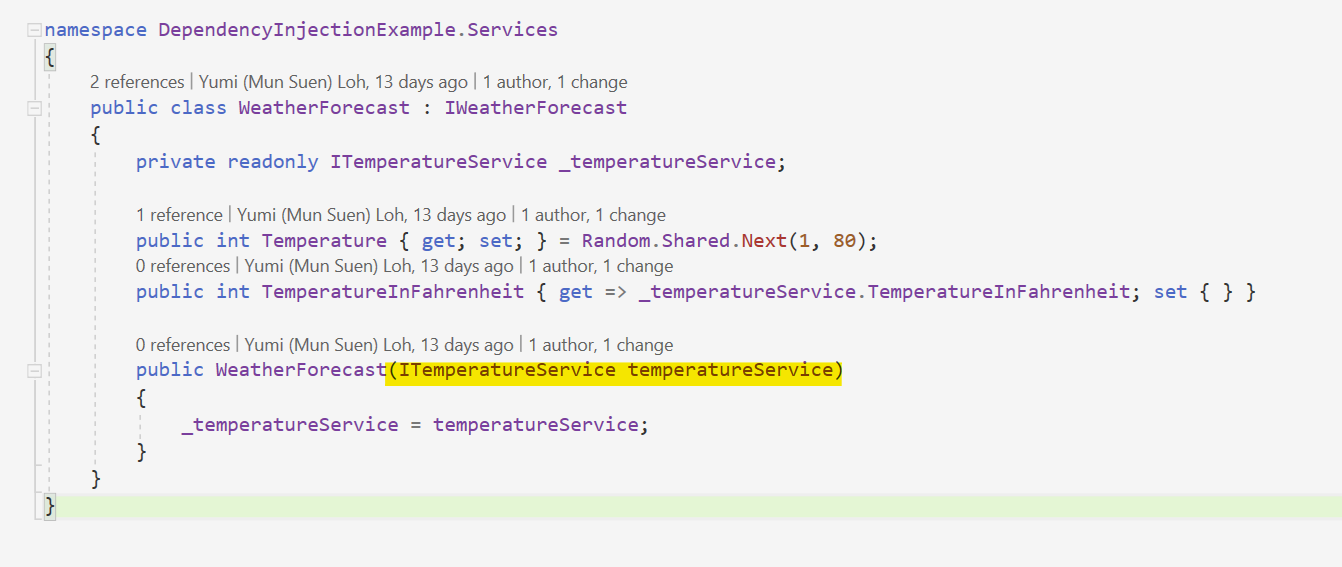 namespace DependencyInjectionExample.Services
{
2 references | Yumi (Mun Suen) Loh, 13 days ago | 1 author, 1 change
public class WeatherForecast : IWeatherForecast
{
private readonly ITemperatureService _temperatureService;
1 reference | Yumi (Mun Suen) Loh, 13 days ago | 1 author, 1 change
public int Temperature { get; set; } = Random.Shared.Next(1, 80);
0 references | Yumi (Mun Suen) Loh, 13 days ago | 1 author, 1 change
public int TemperatureInFahrenheit { get => _temperatureService.TemperatureInFahrenheit; set { } }
0 references | Yumi (Mun Suen) Loh, 13 days ago | 1 author, 1 change
public WeatherForecast(ITemperatureService temperatureService)
{
_temperatureService = temperatureService;
}
}
}